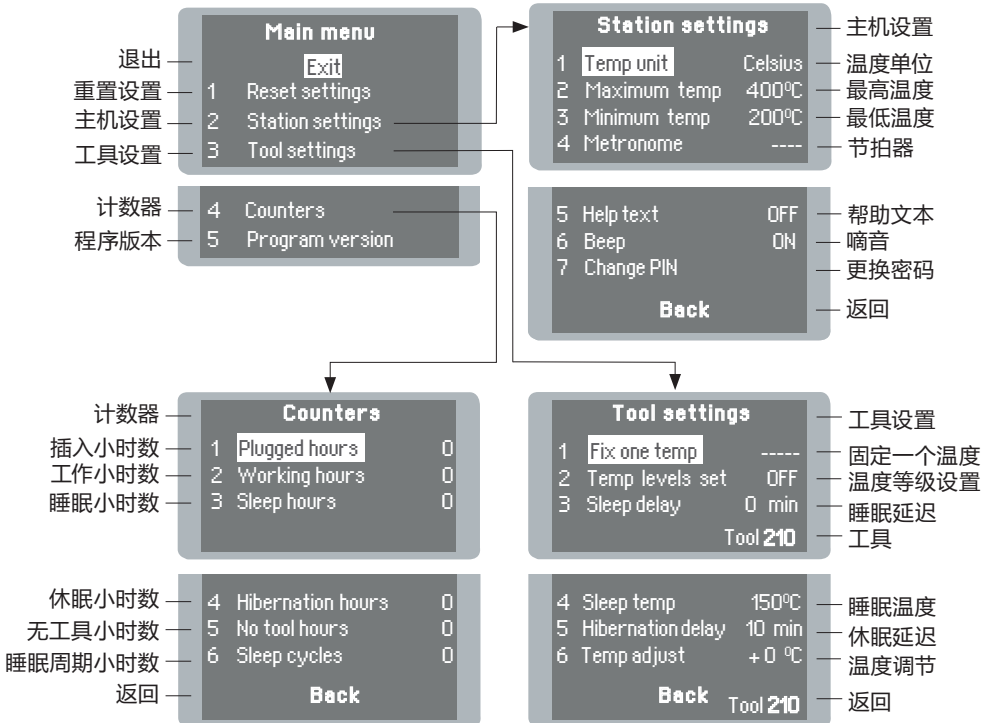 Main menu
退出
Exit
重置设置 1 Reset settings
主机设置 2 Station settings
工具设置 3 Tool settings
计数器 4 Counters
程序版本 5 Program version
Station settings 主机设置
1 Temp unit Celsius 温度单位
2 Maximum temp 400ºC 最高温度
3 Minimum temp 200ºC 最低温度
4 Metronome ---- 节拍器
5 Help text OFF 帮助文本
6 Beep ON 嘀音
7 Change PIN 更换密码
Back 返回
计数器 Counters
插入小时数 1 Plugged hours 0
工作小时数 2 Working hours 0
睡眠小时数 3 Sleep hours 0
休眠小时数 4 Hibernation hours 0
无工具小时数 5 No tool hours 0
睡眠周期小时数 6 Sleep cycles 0
返回 Back
Tool settings 工具设置
1 Fix one temp ----- 固定一个温度
2 Temp levels set OFF 温度等级设置
3 Sleep delay 0 min 睡眠延迟
Tool 210 工具
4 Sleep temp 150ºC 睡眠温度
5 Hibernation delay 10 min 休眠延迟
6 Temp adjust +0 ºC 温度调节
Back Tool 210 返回